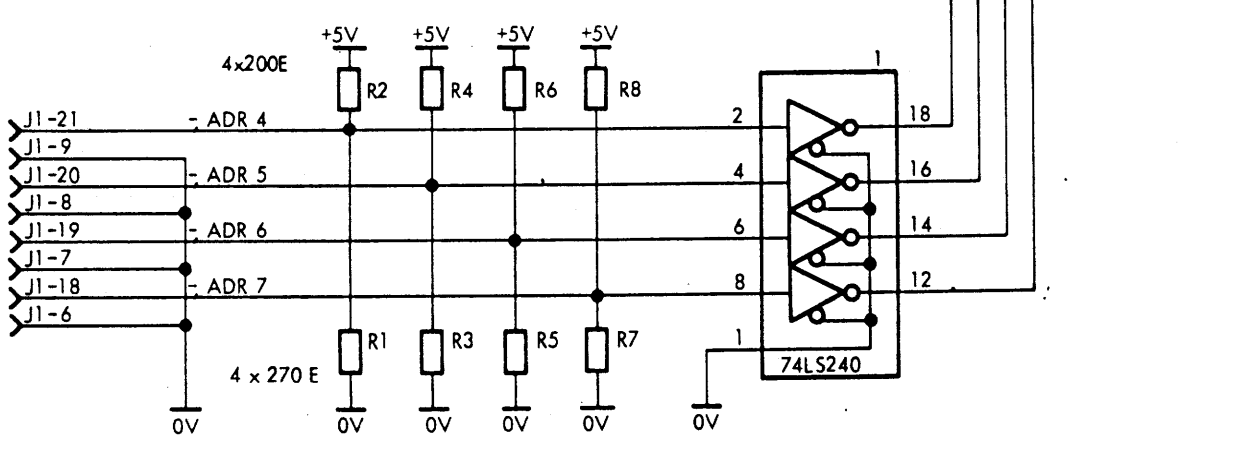 +5V +5V +5V +5V
4x200E
R2 R4 R6 R8
1
J1-21 - ADR 4 2 18
J1-9
J1-20 - ADR 5 4 16
J1-8
J1-19 - ADR 6 6 14
J1-7
J1-18 - ADR 7 8 12
J1-6
R1 R3 R5 R7 1
74LS240
4 x 270 E
0V 0V 0V 0V 0V 0V